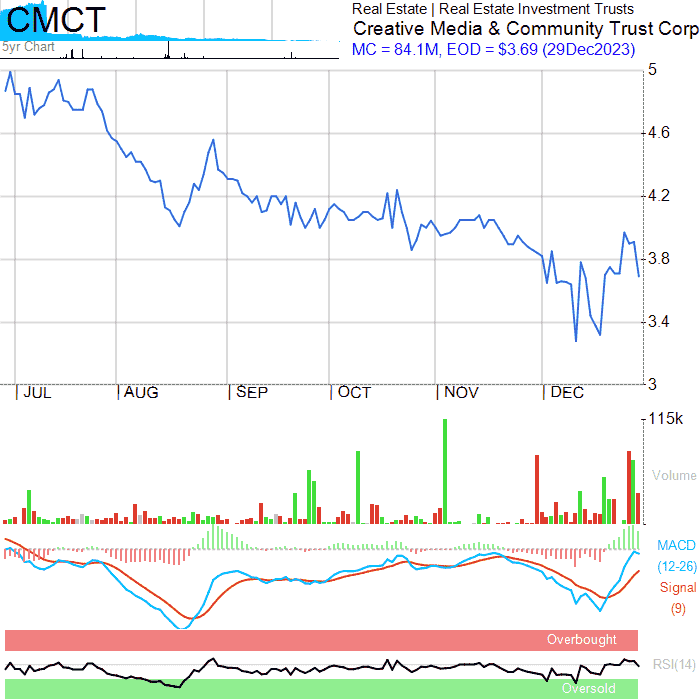 CMCT
5yr Chart
Real Estate | Real Estate Investment Trusts
Creative Media & Community Trust Corp
MC = 84.1M, EOD = $3.69 (29Dec2023)
5
4.6
4.2
3.8
3.4
3
| JUL | AUG | SEP | OCT | NOV | DEC
115k
Volume
MACD
(12-26)
Signal
(9)
Overbought
RSI(14)
Oversold